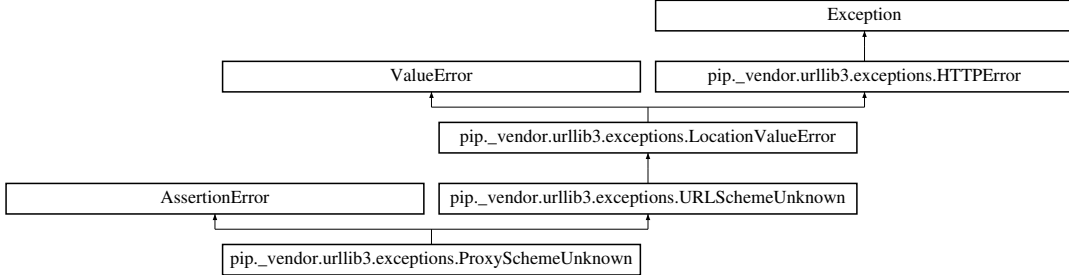 Exception
ValueError
pip._vendor.urllib3.exceptions.HTTPError
pip._vendor.urllib3.exceptions.LocationValueError
AssertionError
pip._vendor.urllib3.exceptions.URLSchemeUnknown
pip._vendor.urllib3.exceptions.ProxySchemeUnknown